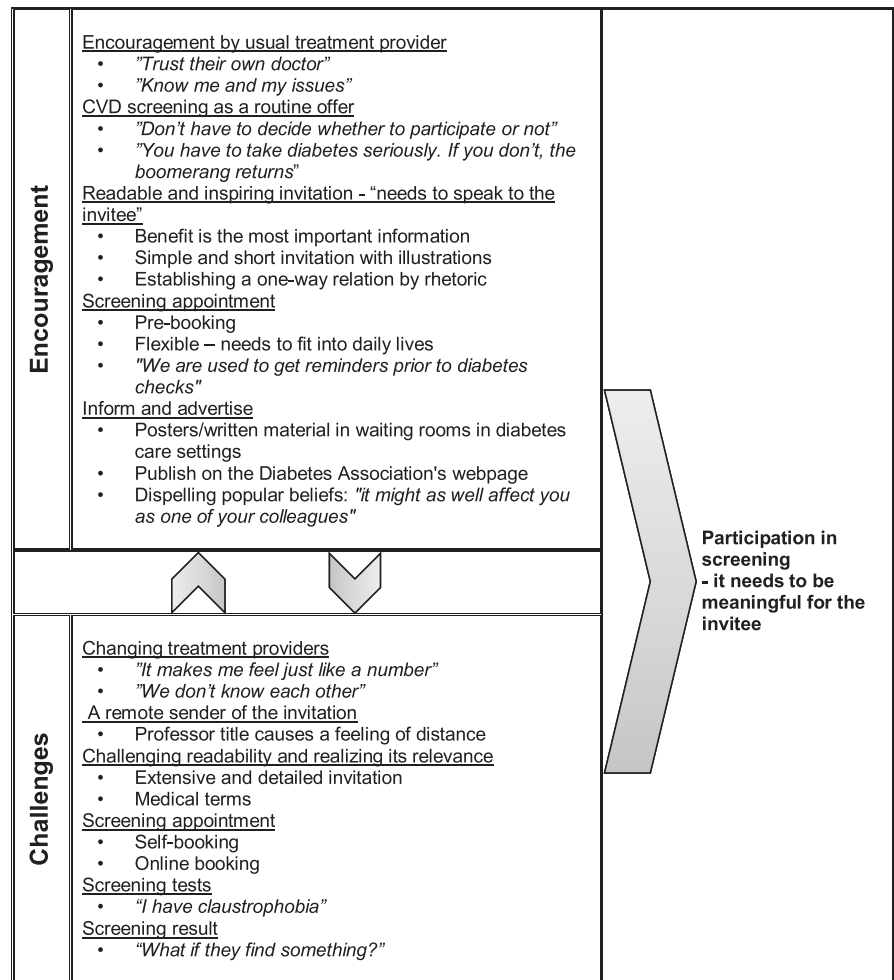 Encouragement
Encouragement by usual treatment provider
• ”Trust their own doctor”
• ”Know me and my issues”
CVD screening as a routine offer
• ”Don’t have to decide whether to participate or not”
• ”You have to take diabetes seriously. If you don’t, the
boomerang returns”
Readable and inspiring invitation - “needs to speak to the
invitee”
• Benefit is the most important information
• Simple and short invitation with illustrations
• Establishing a one-way relation by rhetoric
Screening appointment
• Pre-booking
• Flexible – needs to fit into daily lives
• "We are used to get reminders prior to diabetes
checks"
Inform and advertise
• Posters/written material in waiting rooms in diabetes
care settings
• Publish on the Diabetes Association's webpage
• Dispelling popular beliefs: "it might as well affect you
as one of your colleagues"
Challenges
Changing treatment providers
• ”It makes me feel just like a number”
• ”We don’t know each other”
A remote sender of the invitation
• Professor title causes a feeling of distance
Challenging readability and realizing its relevance
• Extensive and detailed invitation
• Medical terms
Screening appointment
• Self-booking
• Online booking
Screening tests
• “I have claustrophobia”
Screening result
• “What if they find something?”
Participation in
screening
- it needs to be
meaningful for the
invitee